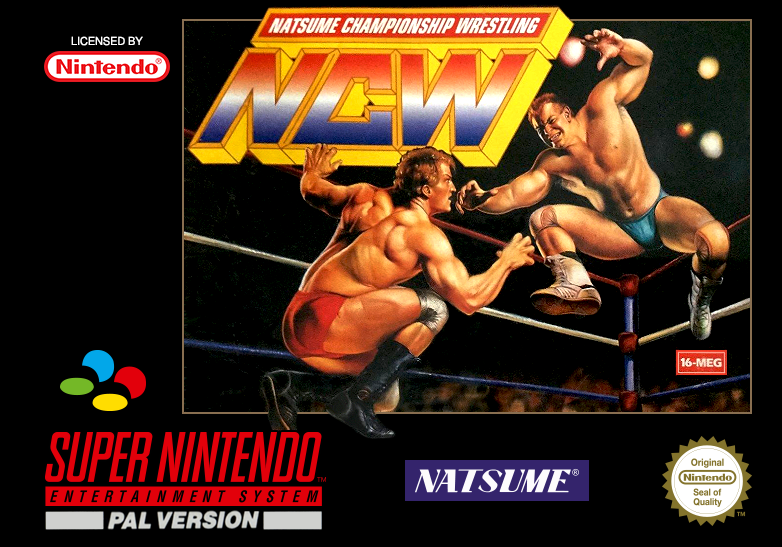 NATSUME CHAMPIONSHIP WRESTLING
NCW
LICENSED BY
Nintendo®
16-MEG
SUPER NINTENDO™
ENTERTAINMENT SYSTEM
PAL VERSION
NATSUME®
Original
Nintendo
Seal of
Quality
TM